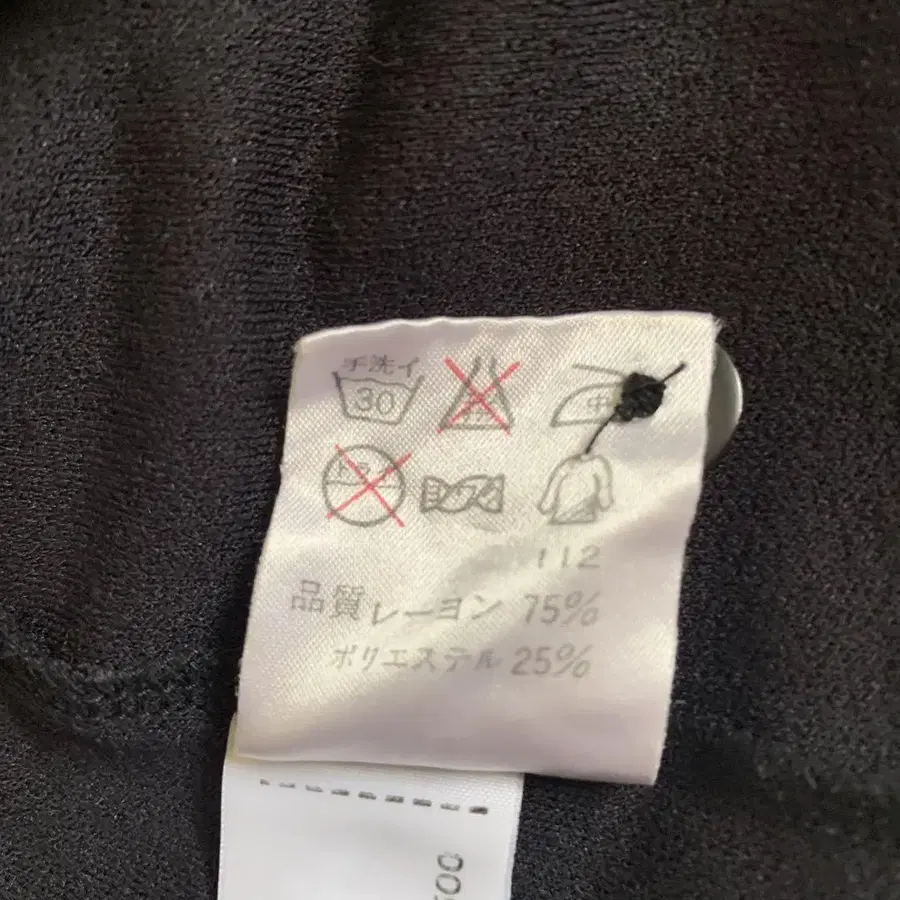 手洗イ
30
中
112
品質 レーヨン 75%
ポリエステル 25%